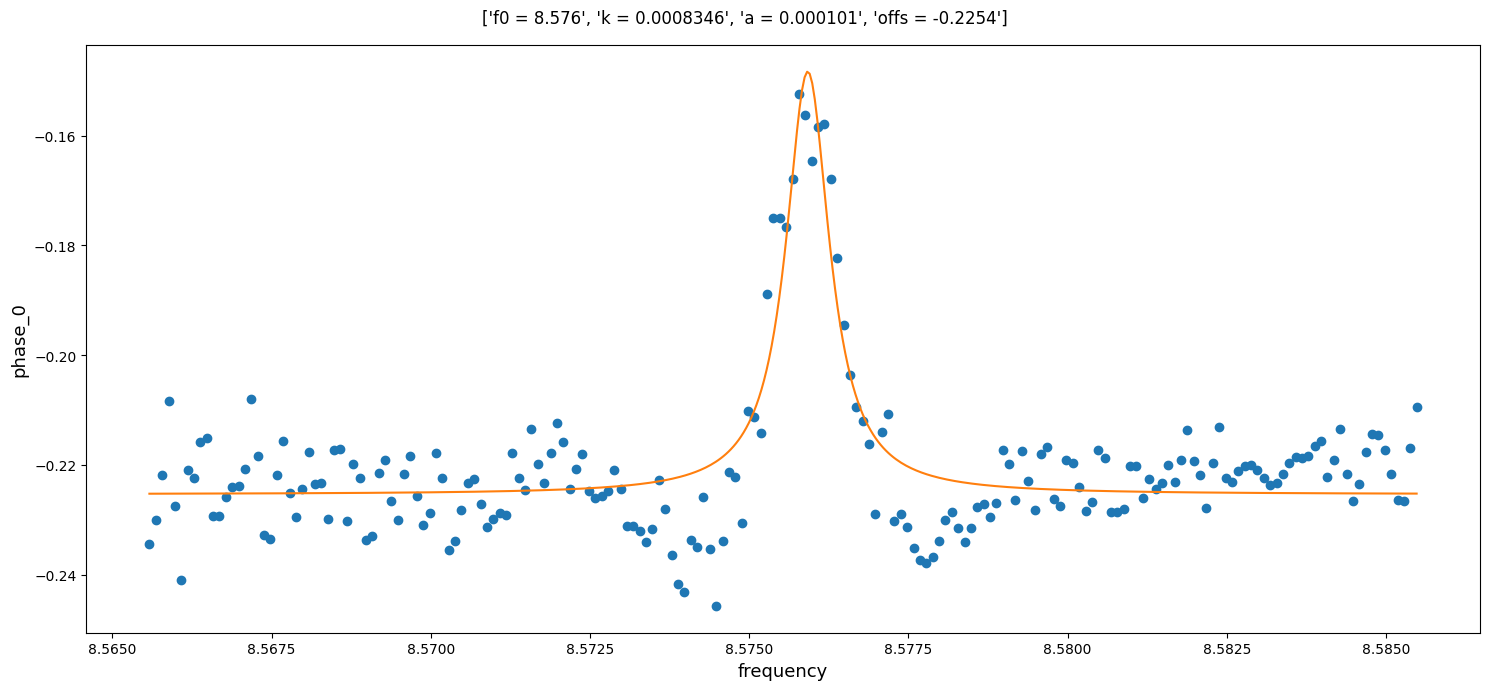 ['f0 = 8.576', 'k = 0.0008346', 'a = 0.000101', 'offs = -0.2254']
−0.16
−0.18
−0.20
−0.22
−0.24
phase_0
8.5650 8.5675 8.5700 8.5725 8.5750 8.5775 8.5800 8.5825 8.5850
frequency